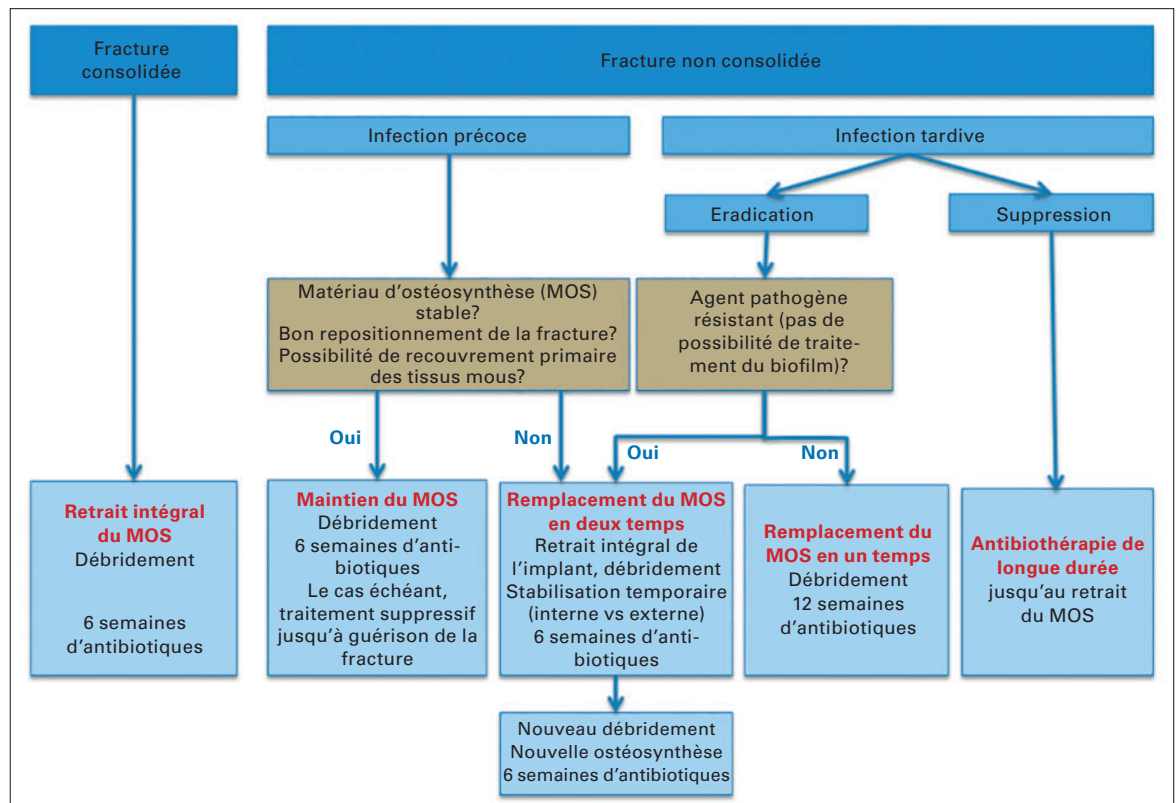 Fracture
consolidée
Fracture non consolidée
Infection précoce
Infection tardive
Eradication
Suppression
Matériau d'ostéosynthèse (MOS)
stable?
Bon repositionnement de la fracture?
Possibilité de recouvrement primaire
des tissus mous?
Agent pathogène
résistant (pas de
possibilité de traite-
ment du biofilm)?
Oui
Non
Oui
Non
Retrait intégral
du MOS
Débridement
6 semaines
d'antibiotiques
Maintien du MOS
Débridement
6 semaines d'anti-
biotiques
Le cas échéant,
traitement suppressif
jusqu'à guérison de la
fracture
Remplacement du MOS
en deux temps
Retrait intégral de
l'implant, débridement
Stabilisation temporaire
(interne vs externe)
6 semaines d'anti-
biotiques
Remplacement du
MOS en un temps
Débridement
12 semaines
d'antibiotiques
Antibiothérapie de
longue durée
jusqu'au retrait
du MOS
Nouveau débridement
Nouvelle ostéosynthèse
6 semaines d'antibiotiques